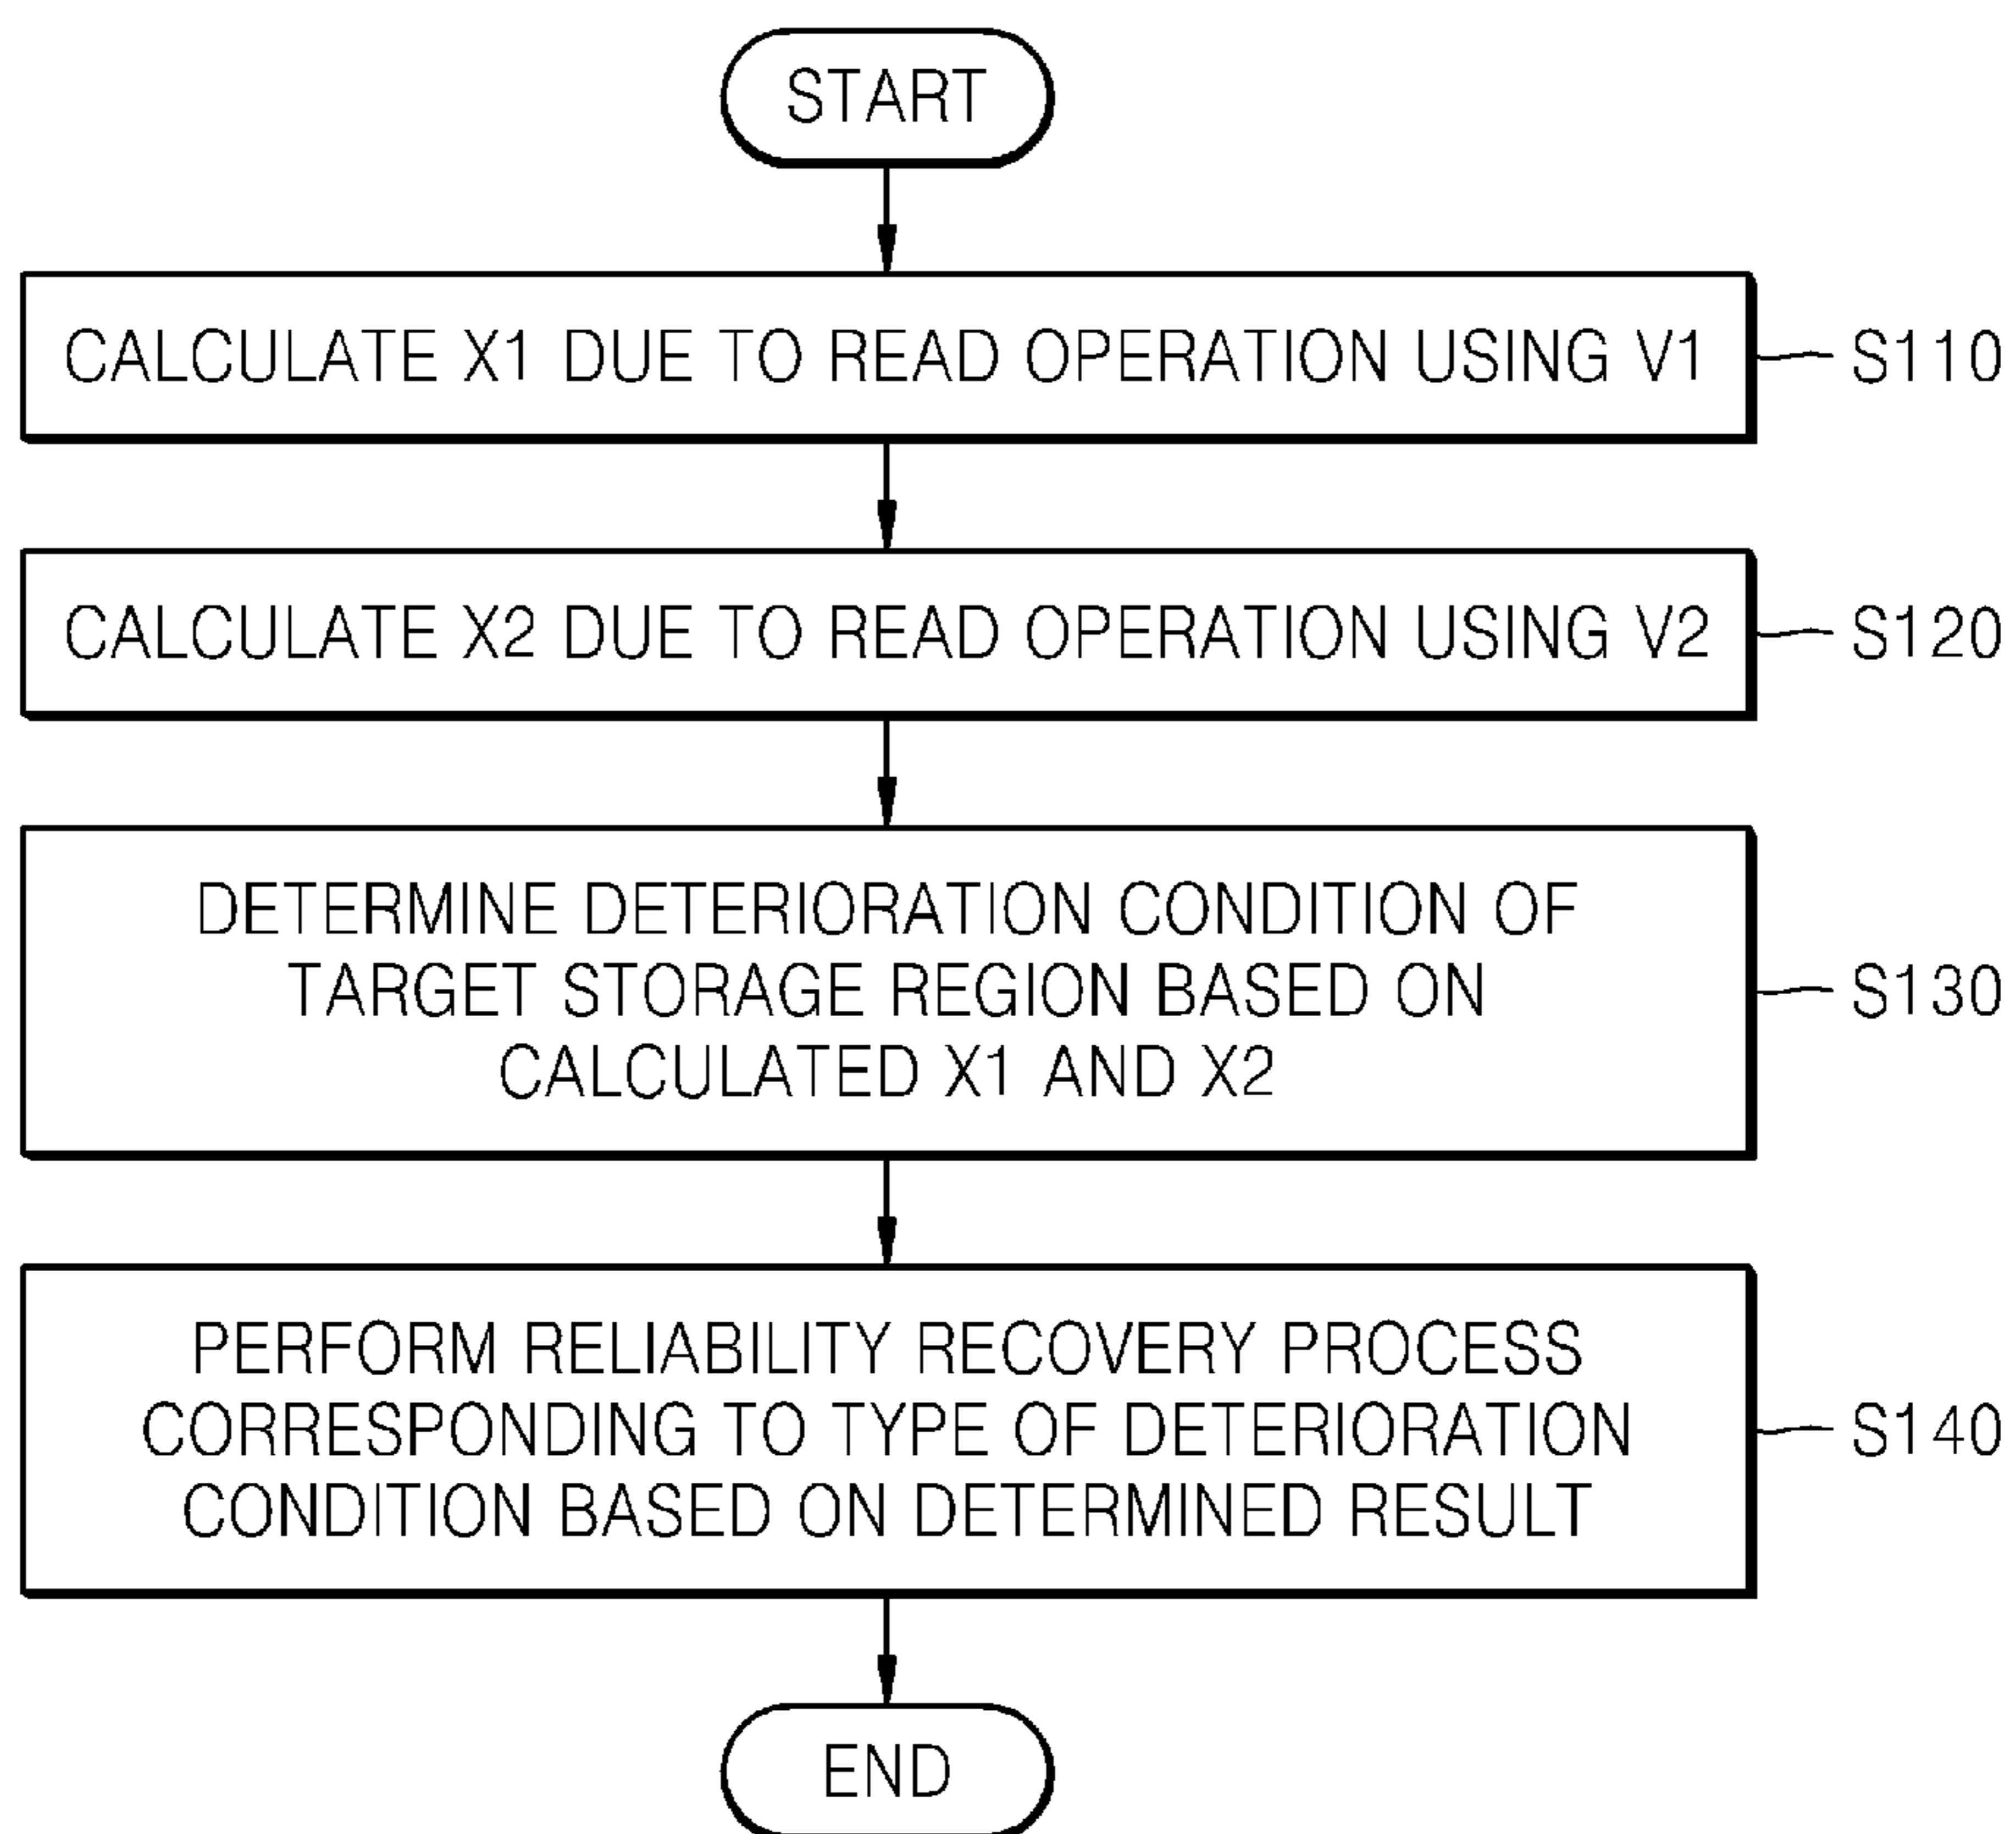 START
CALCULATE X1 DUE TO READ OPERATION USING V1
S110
CALCULATE X2 DUE TO READ OPERATION USING V2
S120
DETERMINE DETERIORATION CONDITION OF
TARGET STORAGE REGION BASED ON
CALCULATED X1 AND X2
S130
PERFORM RELIABILITY RECOVERY PROCESS
CORRESPONDING TO TYPE OF DETERIORATION
CONDITION BASED ON DETERMINED RESULT
S140
END